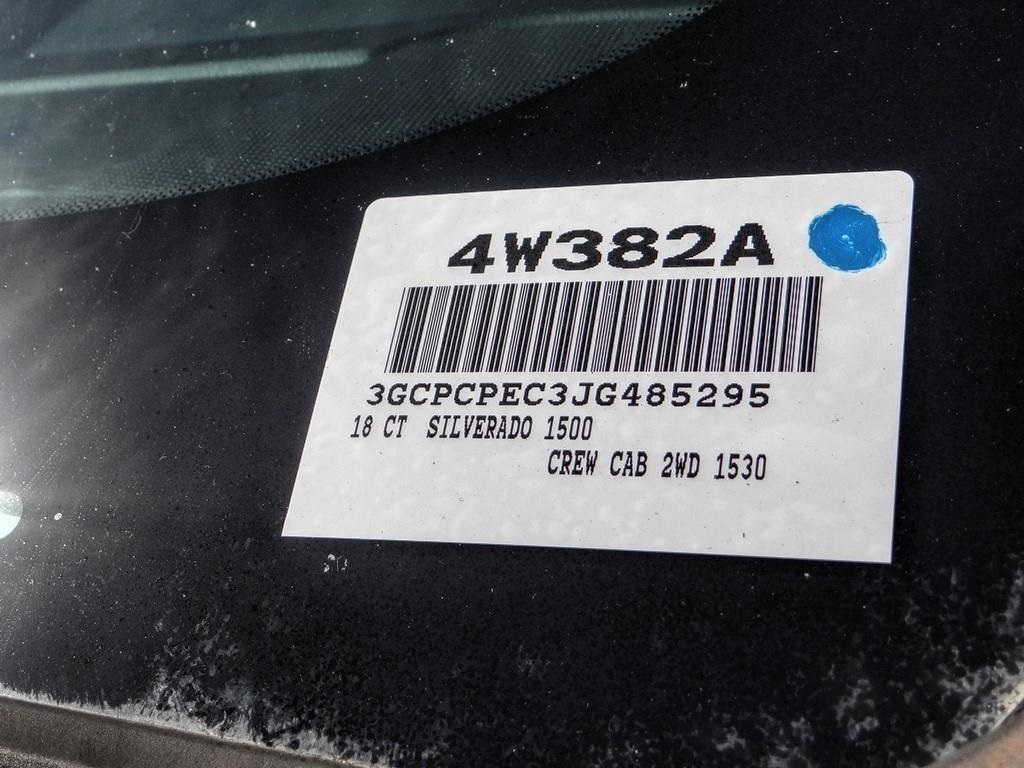 4W382A
3GCPCPEC3JG485295
18 CT SILVERADO 1500
CREW CAB 2WD 1530